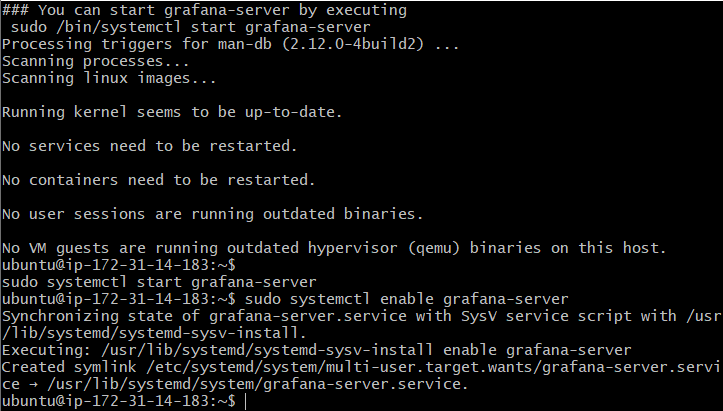 ### You can start grafana-server by executing
 sudo /bin/systemctl start grafana-server
Processing triggers for man-db (2.12.0-4build2) ...
Scanning processes...
Scanning linux images...
Running kernel seems to be up-to-date.
No services need to be restarted.
No containers need to be restarted.
No user sessions are running outdated binaries.
No VM guests are running outdated hypervisor (qemu) binaries on this host.
ubuntu@ip-172-31-14-183:~$
sudo systemctl start grafana-server
ubuntu@ip-172-31-14-183:~$ sudo systemctl enable grafana-server
Synchronizing state of grafana-server.service with SysV service script with /usr
/lib/systemd/systemd-sysv-install.
Executing: /usr/lib/systemd/systemd-sysv-install enable grafana-server
Created symlink /etc/systemd/system/multi-user.target.wants/grafana-server.servi
ce → /usr/lib/systemd/system/grafana-server.service.
ubuntu@ip-172-31-14-183:~$